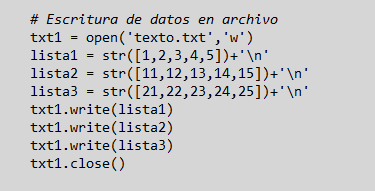 # Escritura de datos en archivo
txt1 = open('texto.txt','w')
lista1 = str([1,2,3,4,5])+'\n'
lista2 = str([11,12,13,14,15])+'\n'
lista3 = str([21,22,23,24,25])+'\n'
txt1.write(lista1)
txt1.write(lista2)
txt1.write(lista3)
txt1.close()